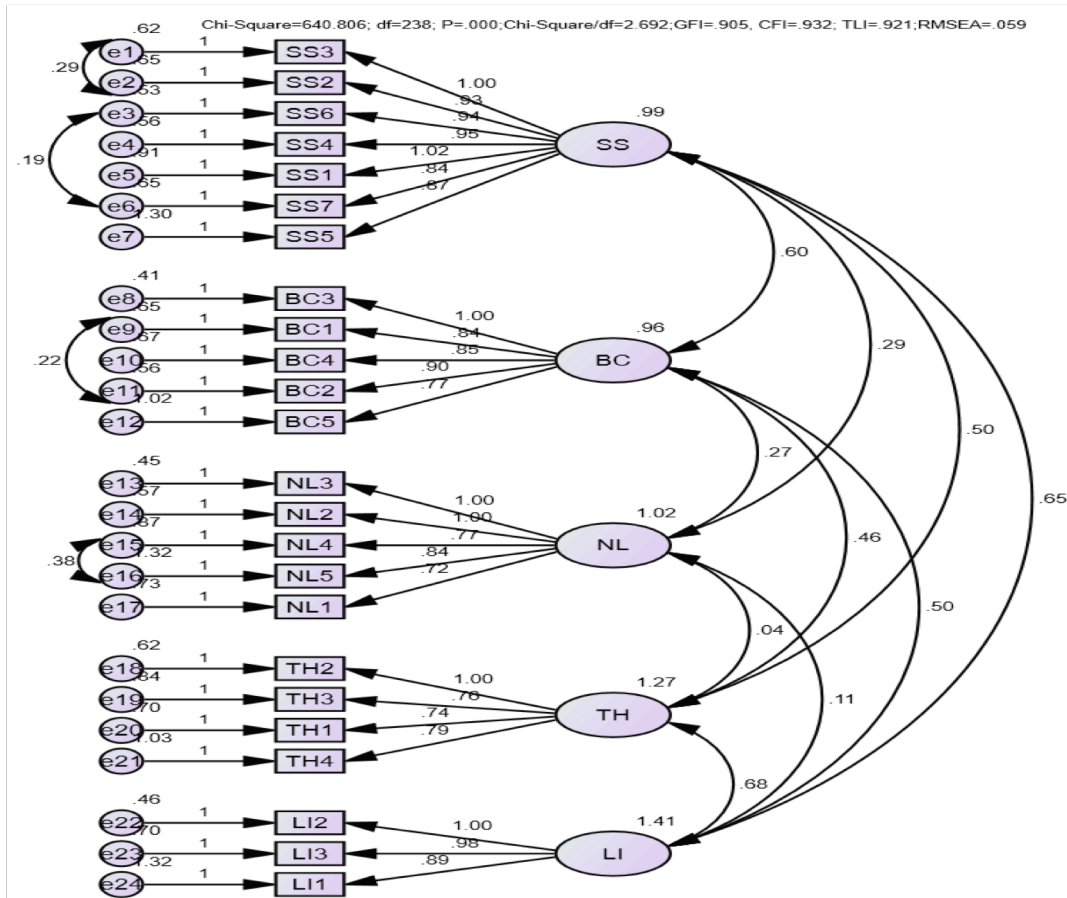 Chi-Square=640.806; df=238; P=.000;Chi-Square/df=2.692;GFI=.905, CFI=.932; TLI=.921;RMSEA=.059
.62
e1 1 SS3
.29
.65
e2 1 SS2
1.00
.53
e3 1 SS6
.93
.99
.56
e4 1 SS4
.94
SS
.95
.19
.91
e5 1 SS1
1.02
.65
e6 1 SS7
.84
1.30
e7 1 SS5
.87
.60
.41
e8 1 BC3
.65
e9 1 BC1
1.00
.96
.22
.67
e10 1 BC4
.84
BC
.29
.85
.56
e11 1 BC2
.90
1.02
e12 1 BC5
.77
.50
.27
.45
e13 1 NL3
.65
.57
e14 1 NL2
1.00
1.02
.87
e15 1 NL4
1.00
NL
.46
.77
.38
1.32
e16 1 NL5
.84
.73
e17 1 NL1
.72
.50
.04
.62
e18 1 TH2
.84
e19 1 TH3
1.00
1.27
.11
.70
e20 1 TH1
.76
TH
.74
1.03
e21 1 TH4
.79
.68
.46
e22 1 LI2
1.00
1.41
.70
e23 1 LI3
.98
LI
1.32
e24 1 LI1
.89